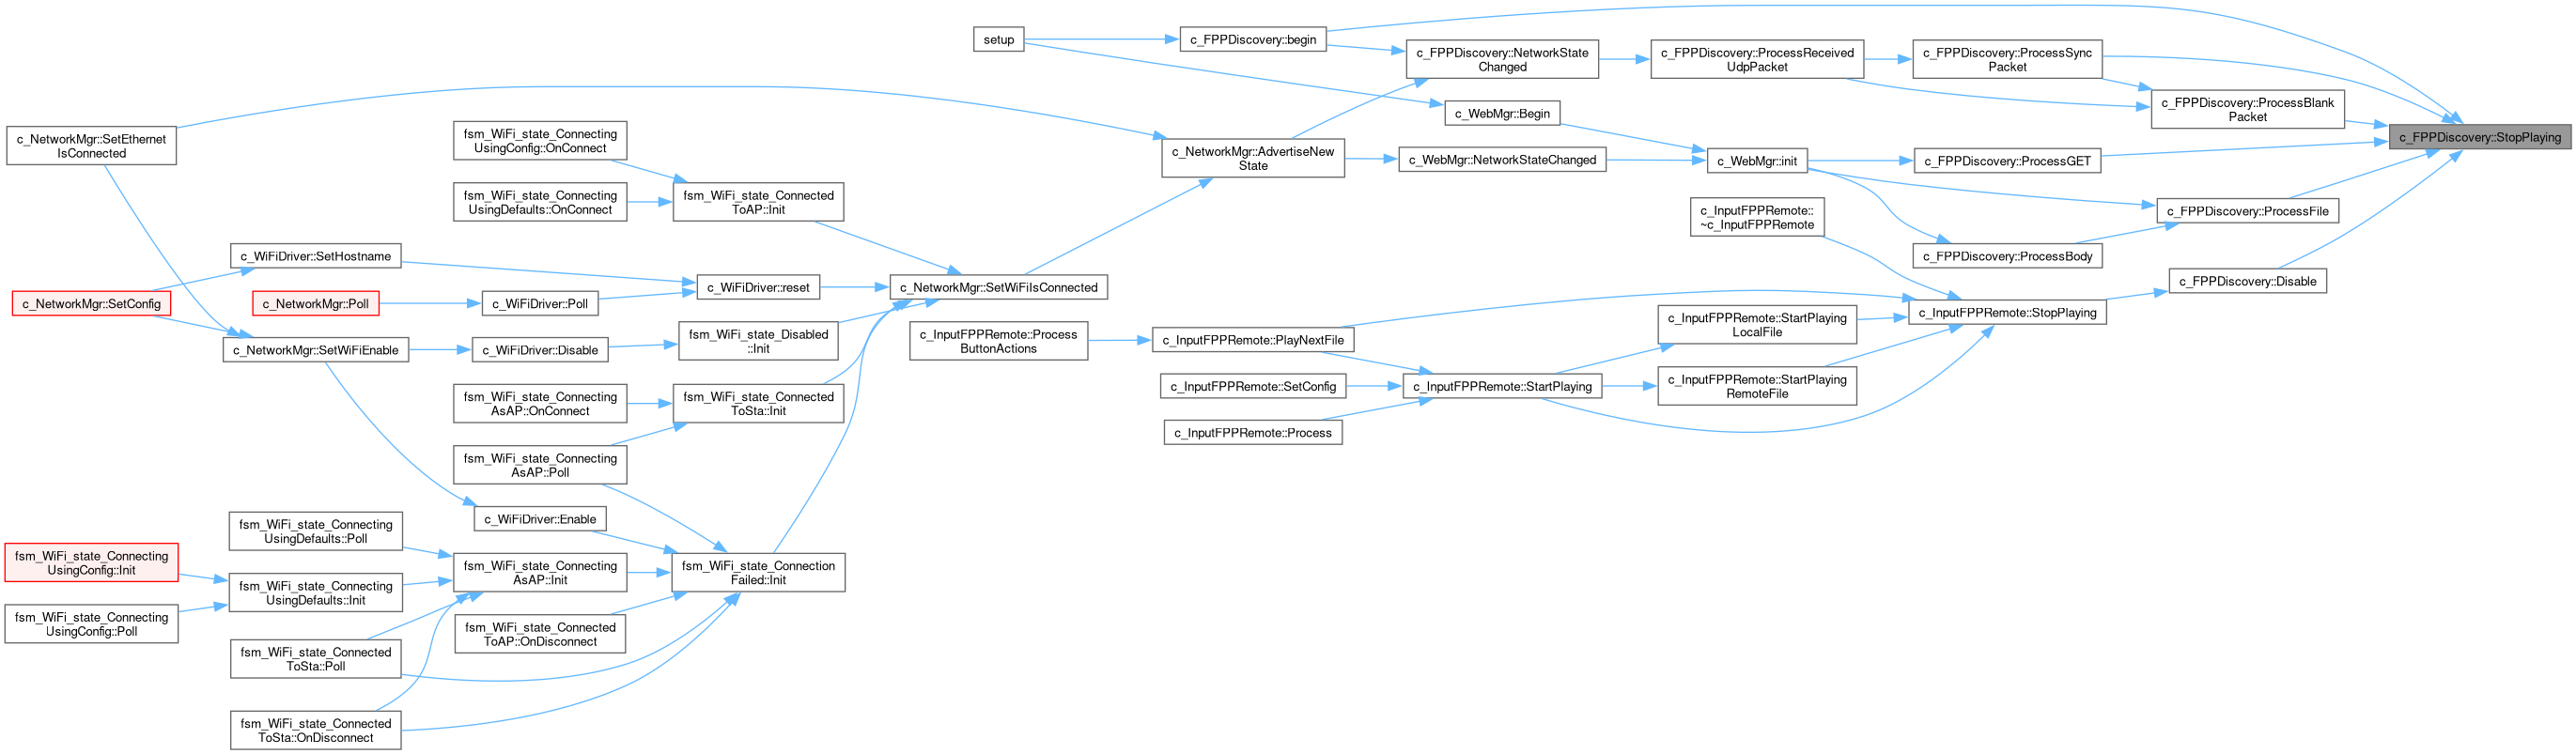 setup
c_FPPDiscovery::begin
c_FPPDiscovery::NetworkState
Changed
c_FPPDiscovery::ProcessReceived
UdpPacket
c_FPPDiscovery::ProcessSync
Packet
c_FPPDiscovery::ProcessBlank
Packet
c_FPPDiscovery::StopPlaying
c_WebMgr::Begin
c_NetworkMgr::SetEthernet
IsConnected
fsm_WiFi_state_Connecting
UsingConfig::OnConnect
c_NetworkMgr::AdvertiseNew
State
c_WebMgr::NetworkStateChanged
c_WebMgr::init
c_FPPDiscovery::ProcessGET
fsm_WiFi_state_Connecting
UsingDefaults::OnConnect
fsm_WiFi_state_Connected
ToAP::Init
c_InputFPPRemote::
~c_InputFPPRemote
c_FPPDiscovery::ProcessFile
c_FPPDiscovery::ProcessBody
c_WiFiDriver::SetHostname
c_FPPDiscovery::Disable
c_NetworkMgr::SetConfig
c_NetworkMgr::Poll
c_WiFiDriver::Poll
c_WiFiDriver::reset
c_NetworkMgr::SetWiFiIsConnected
c_InputFPPRemote::StopPlaying
c_InputFPPRemote::StartPlaying
LocalFile
c_NetworkMgr::SetWiFiEnable
c_WiFiDriver::Disable
fsm_WiFi_state_Disabled
::Init
c_InputFPPRemote::Process
ButtonActions
c_InputFPPRemote::PlayNextFile
c_InputFPPRemote::SetConfig
c_InputFPPRemote::StartPlaying
c_InputFPPRemote::StartPlaying
RemoteFile
fsm_WiFi_state_Connecting
AsAP::OnConnect
fsm_WiFi_state_Connected
ToSta::Init
c_InputFPPRemote::Process
fsm_WiFi_state_Connecting
AsAP::Poll
c_WiFiDriver::Enable
fsm_WiFi_state_Connecting
UsingDefaults::Poll
fsm_WiFi_state_Connecting
UsingConfig::Init
fsm_WiFi_state_Connecting
UsingDefaults::Init
fsm_WiFi_state_Connecting
AsAP::Init
fsm_WiFi_state_Connection
Failed::Init
fsm_WiFi_state_Connecting
UsingConfig::Poll
fsm_WiFi_state_Connected
ToAP::OnDisconnect
fsm_WiFi_state_Connected
ToSta::Poll
fsm_WiFi_state_Connected
ToSta::OnDisconnect